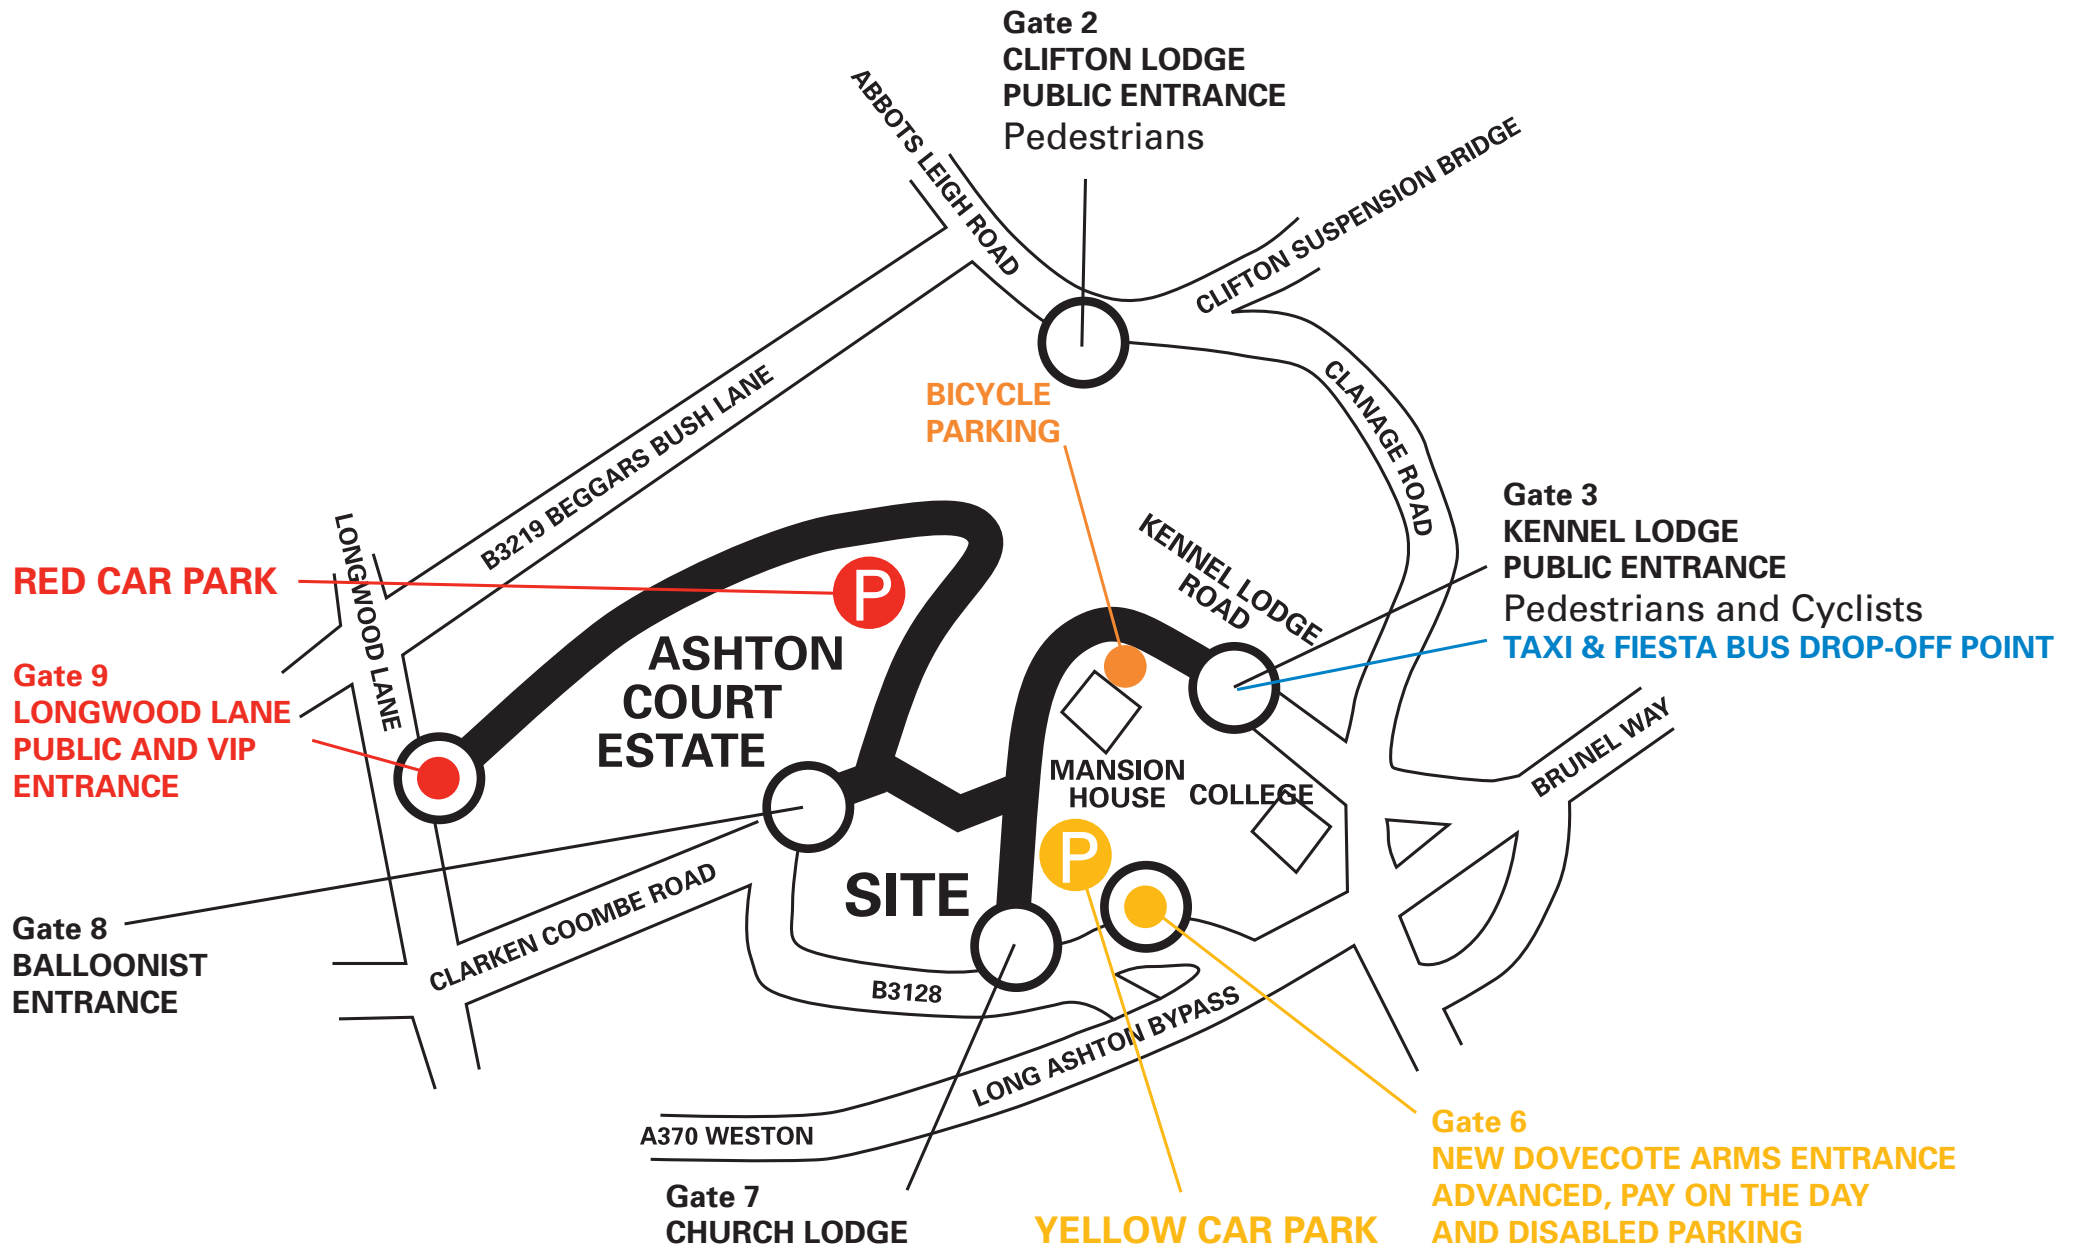 Gate 2
CLIFTON LODGE
PUBLIC ENTRANCE
Pedestrians
ABBOTS LEIGH ROAD
CLIFTON SUSPENSION BRIDGE
BICYCLE
PARKING
CLANAGE ROAD
B3219 BEGGARS BUSH LANE
LONGWOOD LANE
KENNEL LODGE
ROAD
Gate 3
KENNEL LODGE
PUBLIC ENTRANCE
Pedestrians and Cyclists
TAXI & FIESTA BUS DROP-OFF POINT
RED CAR PARK
P
ASHTON
COURT
ESTATE
Gate 9
LONGWOOD LANE
PUBLIC AND VIP
ENTRANCE
MANSION
HOUSE
COLLEGE
BRUNEL WAY
P
SITE
Gate 8
BALLOONIST
ENTRANCE
CLARKEN COOMBE ROAD
B3128
LONG ASHTON BYPASS
A370 WESTON
Gate 7
CHURCH LODGE
YELLOW CAR PARK
Gate 6
NEW DOVECOTE ARMS ENTRANCE
ADVANCED, PAY ON THE DAY
AND DISABLED PARKING